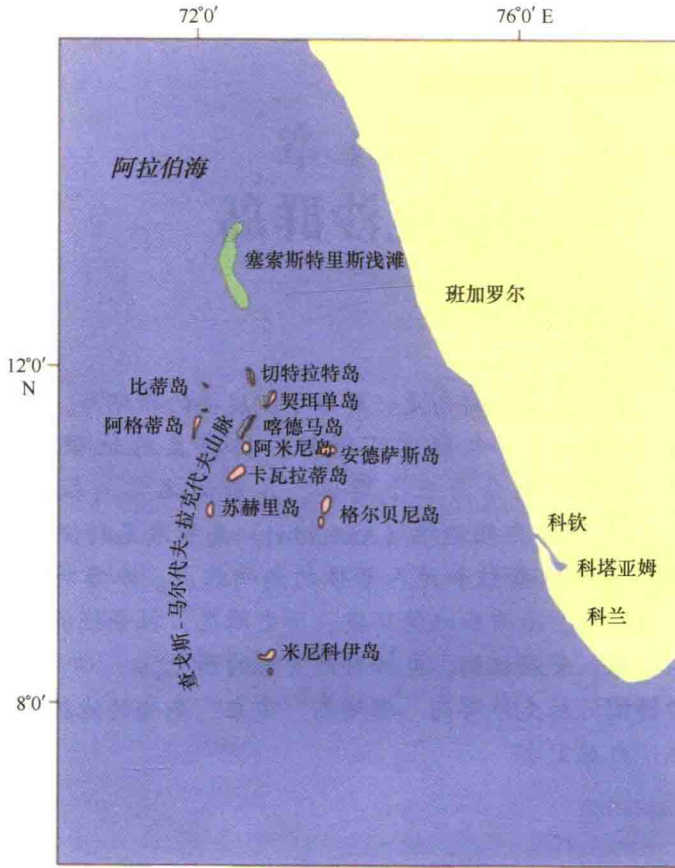 72°0′
76°0′ E
阿拉伯海
塞索斯特里斯浅滩
班加罗尔
12°0′
N
切特拉特岛
比蒂岛
契珥单岛
阿格蒂岛
喀德马岛
阿米尼岛
安德萨斯岛
卡瓦拉蒂岛
苏赫里岛
格尔贝尼岛
查戈斯-马尔代夫-拉克代夫山脉
科钦
科塔亚姆
科兰
米尼科伊岛
8°0′